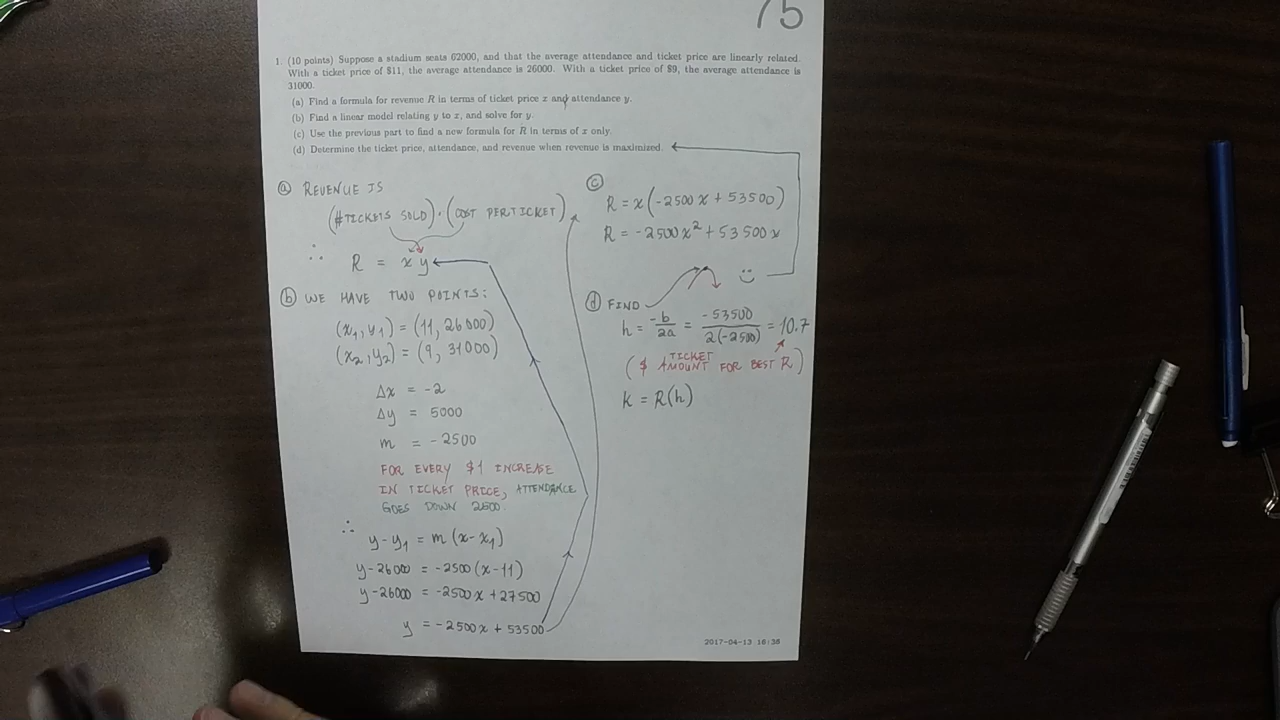 15
1. (10 points) Suppose a stadium seats 62000, and that the average attendance and ticket price are linearly related.
With a ticket price of $11, the average attendance is 26000. With a ticket price of $9, the average attendance is
31000.
(a) Find a formula for revenue R in terms of ticket price x and attendance y.
(b) Find a linear model relating y to x, and solve for y.
(c) Use the previous part to find a new formula for R in terms of x only.
(d) Determine the ticket price, attendance, and revenue when revenue is maximized.
ⓐ REVENUE IS
(#TICKETS SOLD)·(COST PER TICKET)
∴ R = xy
ⓑ WE HAVE TWO POINTS:
(x₁,y₁) = (11, 26000)
(x₂,y₂) = (9, 31000)
Δx = -2
Δy = 5000
m = -2500
FOR EVERY $1 INCREASE
IN TICKET PRICE, ATTENDANCE
GOES DOWN 2500.
∴ y-y₁ = m(x-x₁)
y-26000 = -2500(x-11)
y-26000 = -2500x+27500
y = -2500x+53500
ⓒ
R = x(-2500x+53500)
R = -2500x²+53500x
ⓓ FIND
h = -b/2a = -53500/2(-2500) = 10.7
($ TICKET AMOUNT FOR BEST R)
K = R(h)
2017-04-13 16:36